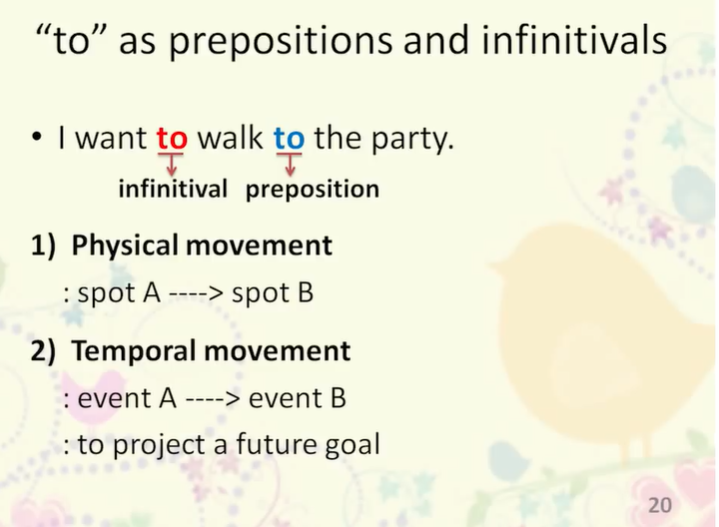 “to” as prepositions and infinitivals
• I want to walk to the party.
infinitival preposition
1) Physical movement
: spot A ----> spot B
2) Temporal movement
: event A ----> event B
: to project a future goal
20